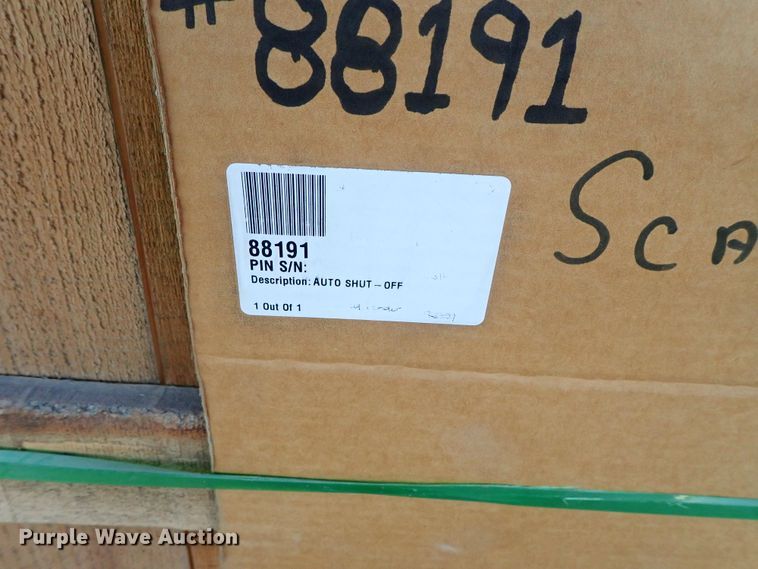 #88191
Sca
88191
PIN S/N:
Description: AUTO SHUT-OFF
1 Out Of 1
Purple Wave Auction